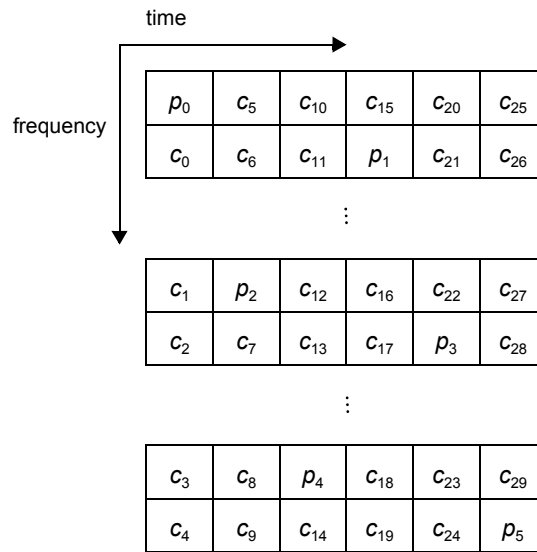 time
frequency
p0 c5 c10 c15 c20 c25
c0 c6 c11 p1 c21 c26
⋮
c1 p2 c12 c16 c22 c27
c2 c7 c13 c17 p3 c28
⋮
c3 c8 p4 c18 c23 c29
c4 c9 c14 c19 c24 p5